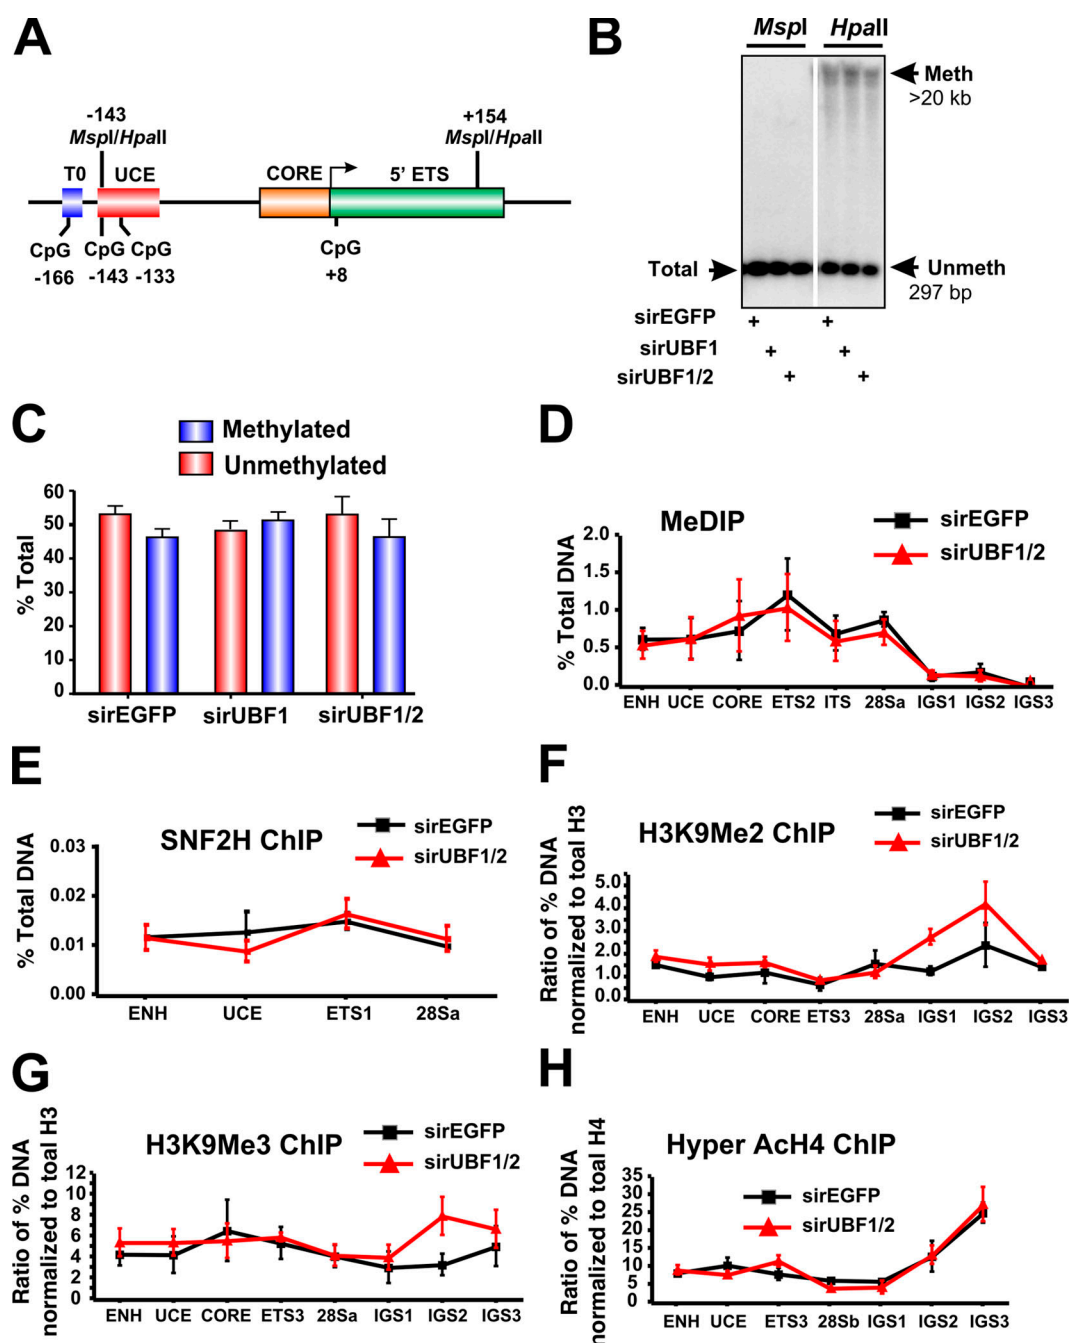 A
-143
MspI/HpaII
+154
MspI/HpaII
T0
UCE
CORE
5' ETS
CpG
-166
CpG
-143
CpG
-133
CpG
+8
B
MspI
HpaII
Meth
>20 kb
Total
Unmeth
297 bp
sirEGFP
+
+
sirUBF1
+
+
sirUBF1/2
+
+
C
Methylated
Unmethylated
% Total
60
50
40
30
20
10
0
sirEGFP
sirUBF1
sirUBF1/2
D
MeDIP
sirEGFP
sirUBF1/2
% Total DNA
2.0
1.5
1.0
0.5
0.0
ENH UCE CORE ETS2 ITS 28Sa IGS1 IGS2 IGS3
E
SNF2H ChIP
sirEGFP
sirUBF1/2
% Total DNA
0.03
0.02
0.01
0.00
ENH UCE ETS1 28Sa
F
H3K9Me2 ChIP
sirEGFP
sirUBF1/2
Ratio of % DNA
normalized to toal H3
5.0
4.0
3.0
2.0
1.0
0.0
ENH UCE CORE ETS3 28Sa IGS1 IGS2 IGS3
G
H3K9Me3 ChIP
sirEGFP
sirUBF1/2
Ratio of % DNA
normalized to toal H3
12
10
8
6
4
2
0
ENH UCE CORE ETS3 28Sa IGS1 IGS2 IGS3
H
Hyper AcH4 ChIP
sirEGFP
sirUBF1/2
Ratio of % DNA
normalized to toal H4
35
30
25
20
15
10
5
0
ENH UCE ETS3 28Sb IGS1 IGS2 IGS3